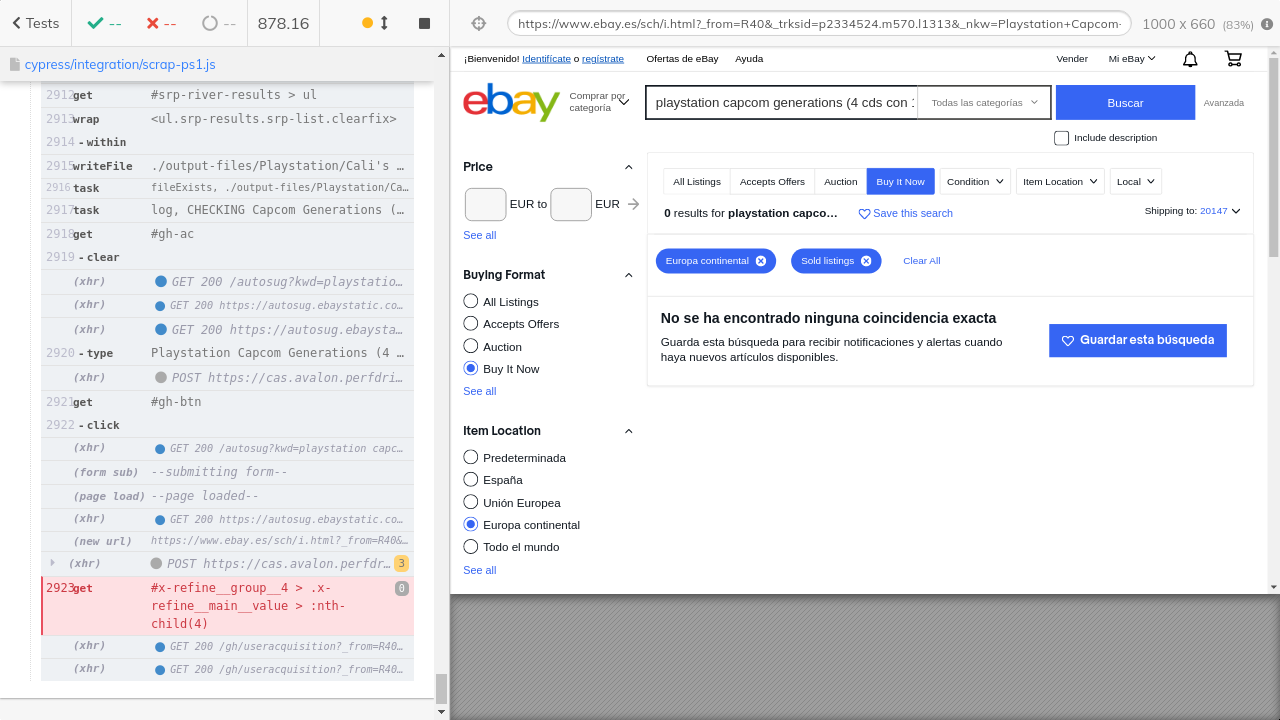 Tests
--
--
--
878.16
cypress/integration/scrap-ps1.js
2912 get #srp-river-results > ul
2913 wrap <ul.srp-results.srp-list.clearfix>
2914 - within
2915 writeFile ./output-files/Playstation/Cali's …
2916 task fileExists, ./output-files/Playstation/Ca…
2917 task log, CHECKING Capcom Generations (…
2918 get #gh-ac
2919 - clear
(xhr) GET 200 /autosug?kwd=playstatio…
(xhr) GET 200 https://autosug.ebaystatic.co…
(xhr) GET 200 https://autosug.ebaysta…
2920 - type Playstation Capcom Generations (4 …
(xhr) POST https://cas.avalon.perfdri…
2921 get #gh-btn
2922 - click
(xhr) GET 200 /autosug?kwd=playstation capc…
(form sub) --submitting form--
(page load) --page loaded--
(xhr) GET 200 https://autosug.ebaystatic.co…
(new url) https://www.ebay.es/sch/i.html?_from=R40&…
(xhr) POST https://cas.avalon.perfdr… 3
2923 get #x-refine__group__4 > .x- 0
refine__main__value > :nth-
child(4)
(xhr) GET 200 /gh/useracquisition?_from=R40…
(xhr) GET 200 /gh/useracquisition?_from=R40…
https://www.ebay.es/sch/i.html?_from=R40&_trksid=p2334524.m570.l1313&_nkw=Playstation+Capcom-
1000 x 660 (83%)
¡Bienvenido! Identifícate o regístrate Ofertas de eBay Ayuda Vender Mi eBay
ebay
Comprar por
categoría
playstation capcom generations (4 cds con
Todas las categorías
Buscar
Avanzada
Include description
Price
EUR to EUR
See all
Buying Format
All Listings
Accepts Offers
Auction
Buy It Now
See all
Item Location
Predeterminada
España
Unión Europea
Europa continental
Todo el mundo
See all
All Listings Accepts Offers Auction Buy It Now Condition Item Location Local
0 results for playstation capco… Save this search Shipping to: 20147
Europa continental Sold listings Clear All
No se ha encontrado ninguna coincidencia exacta
Guarda esta búsqueda para recibir notificaciones y alertas cuando
haya nuevos artículos disponibles.
Guardar esta búsqueda